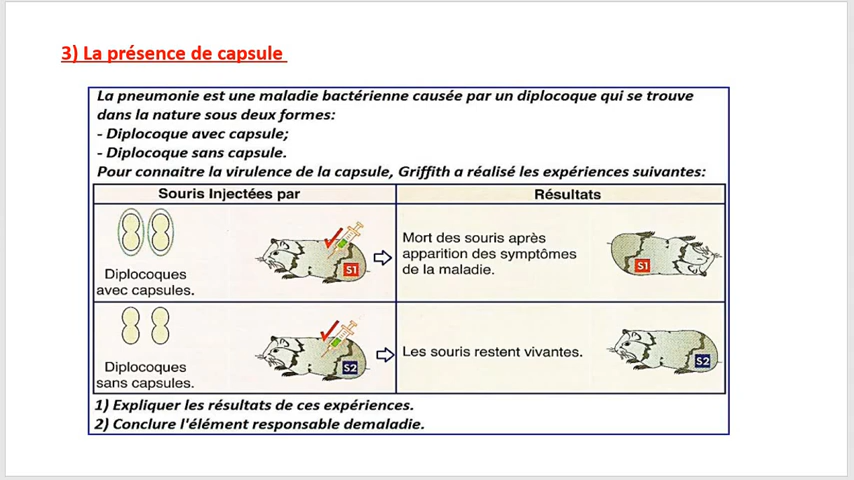 3) La présence de capsule
La pneumonie est une maladie bactérienne causée par un diplocoque qui se trouve
dans la nature sous deux formes:
- Diplocoque avec capsule;
- Diplocoque sans capsule.
Pour connaitre la virulence de la capsule, Griffith a réalisé les expériences suivantes:
Souris Injectées par
Résultats
Diplocoques
avec capsules.
S1
Mort des souris après
apparition des symptômes
de la maladie.
S1
Diplocoques
sans capsules.
S2
Les souris restent vivantes.
S2
1) Expliquer les résultats de ces expériences.
2) Conclure l'élément responsable demaladie.